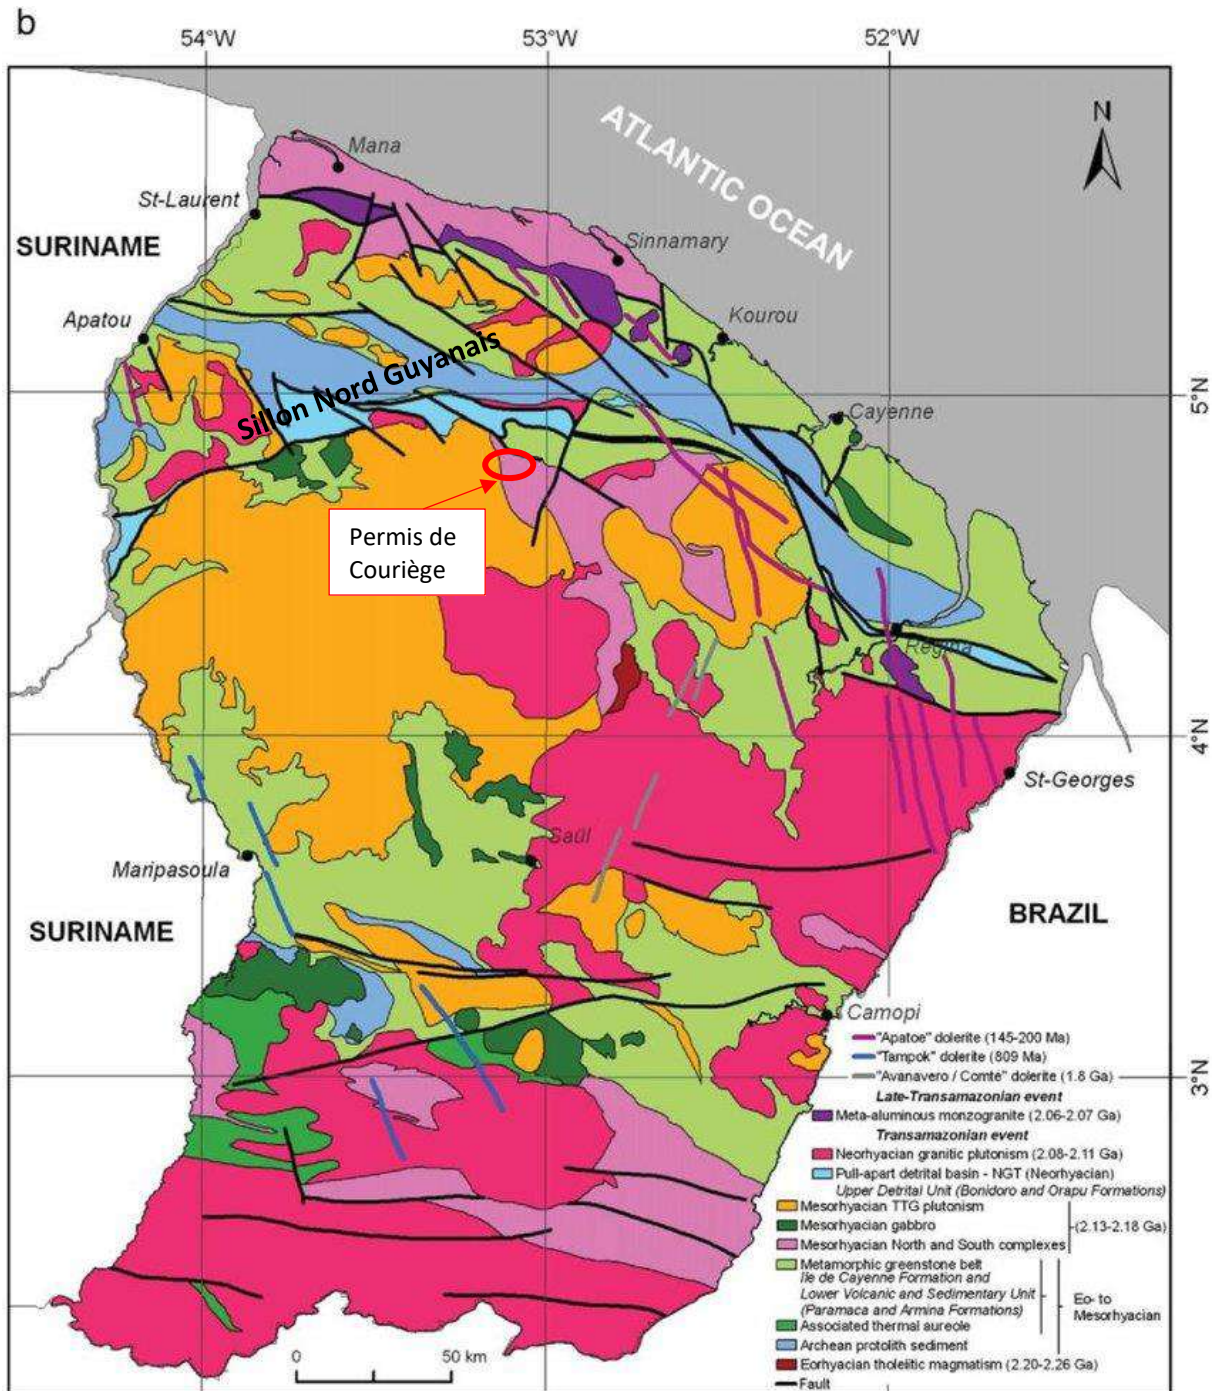 b
54°W
53°W
52°W
N
ATLANTIC OCEAN
Mana
St-Laurent
SURINAME
Sinnamary
Apatou
Kourou
Sillon Nord Guyanais
5°N
Cayenne
Permis de
Couriège
Régina
4°N
St-Georges
Saül
Maripasoula
BRAZIL
SURINAME
Camopi
"Apatoe" dolerite (145-200 Ma)
"Tampok" dolerite (809 Ma)
"Avanavero / Comté" dolerite (1.8 Ga)
3°N
Late-Transamazonian event
Meta-aluminous monzogranite (2.06-2.07 Ga)
Transamazonian event
Neorhyacian granitic plutonism (2.08-2.11 Ga)
Pull-apart detrital basin - NGT (Neorhyacian)
Upper Detrital Unit (Bonidoro and Orapu Formations)
Mesorhyacian TTG plutonism
Mesorhyacian gabbro
(2.13-2.18 Ga)
Mesorhyacian North and South complexes
Metamorphic greenstone belt
Ile de Cayenne Formation and
Lower Volcanic and Sedimentary Unit
(Paramaca and Armina Formations)
Eo- to
Mesorhyacian
Associated thermal aureole
Archean protolith sediment
Eorhyacian tholeiitic magmatism (2.20-2.26 Ga)
Fault
0 50 km